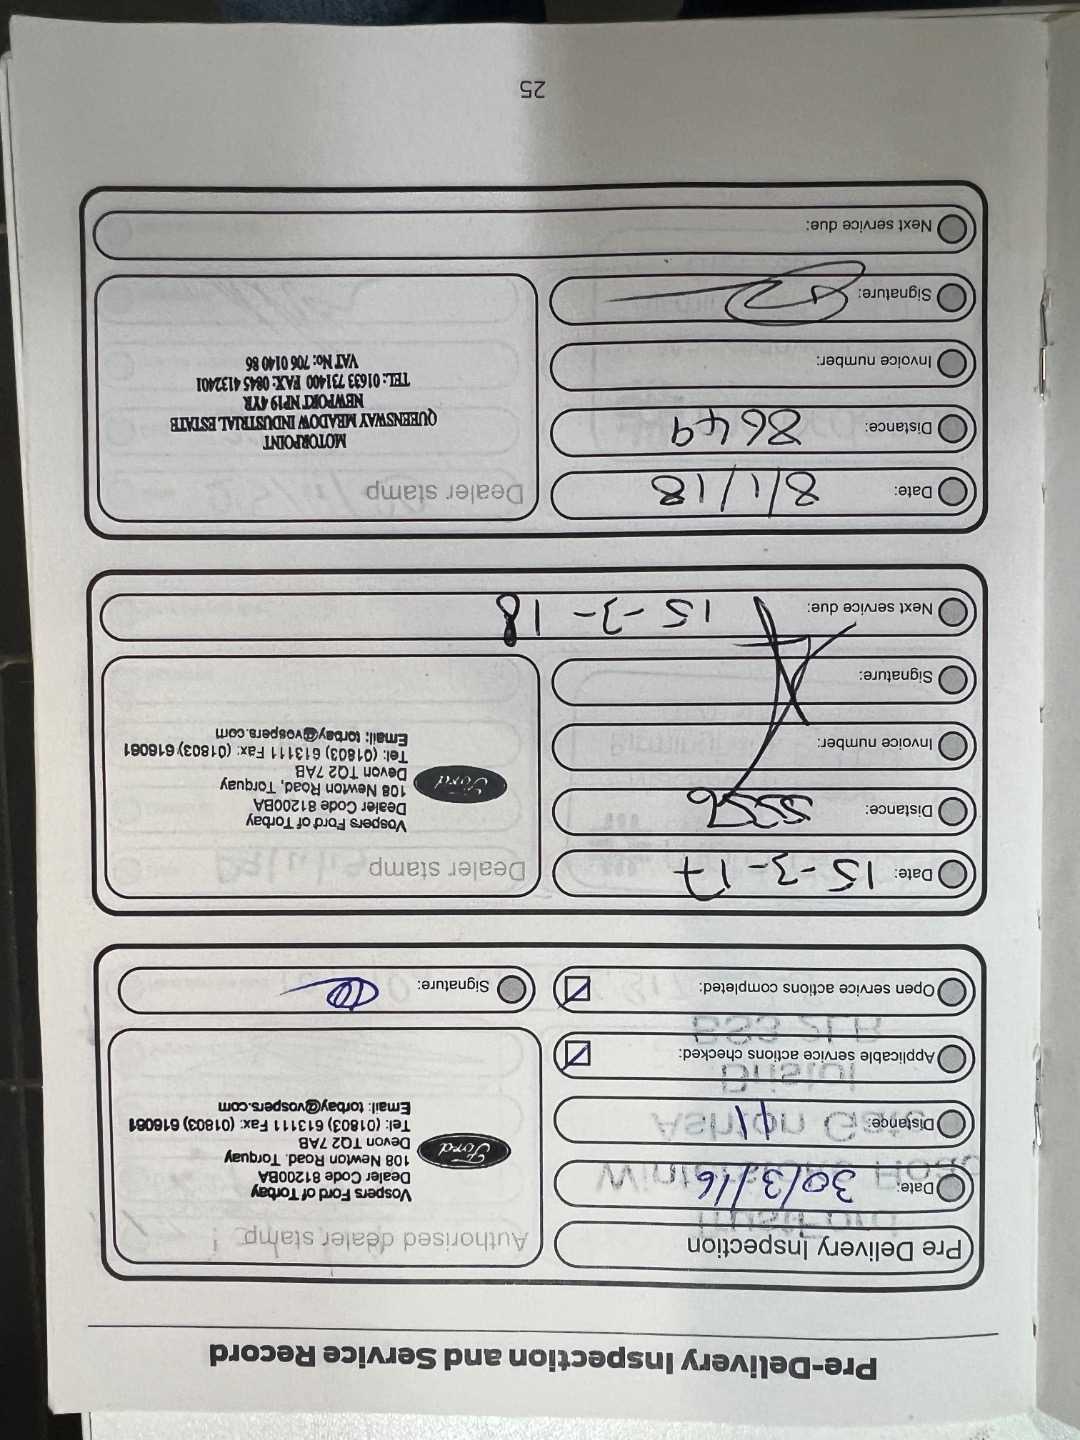 Pre-Delivery Inspection and Service Record
Pre Delivery Inspection
Date: 30/3/16
Distance: 11
Applicable service actions checked:
Open service actions completed:
Authorised dealer stamp
Ford
Vospers Ford of Torbay
Dealer Code 81200BA
108 Newton Road. Torquay
Devon TQ2 7AB
Tel: (01803) 613111 Fax: (01803) 616061
Email: torbay@vospers.com
Signature:
Date: 15-3-17
Distance: 5556
Invoice number:
Signature:
Dealer stamp
Ford
Vospers Ford of Torbay
Dealer Code 81200BA
108 Newton Road, Torquay
Devon TQ2 7AB
Tel: (01803) 613111 Fax: (01803) 616061
Email: torbay@vospers.com
Next service due: 15-3-18
Date: 8/1/18
Distance: 8649
Invoice number:
Signature:
Dealer stamp
MOTORPOINT
QUEENSWAY MEADOW INDUSTRIAL ESTATE
NEWPORT NP19 4YR
TEL: 01633 731400 FAX: 0845 4132401
VAT No: 706 0140 86
Next service due:
25